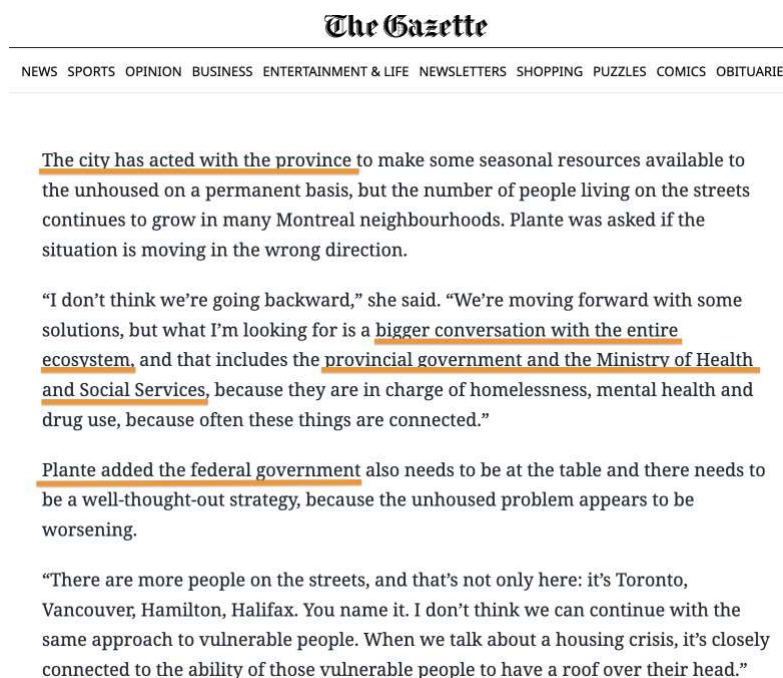 The Gazette
NEWS SPORTS OPINION BUSINESS ENTERTAINMENT & LIFE NEWSLETTERS SHOPPING PUZZLES COMICS OBITUARIE
The city has acted with the province to make some seasonal resources available to
the unhoused on a permanent basis, but the number of people living on the streets
continues to grow in many Montreal neighbourhoods. Plante was asked if the
situation is moving in the wrong direction.
“I don’t think we’re going backward,” she said. “We’re moving forward with some
solutions, but what I’m looking for is a bigger conversation with the entire
ecosystem, and that includes the provincial government and the Ministry of Health
and Social Services, because they are in charge of homelessness, mental health and
drug use, because often these things are connected.”
Plante added the federal government also needs to be at the table and there needs to
be a well-thought-out strategy, because the unhoused problem appears to be
worsening.
“There are more people on the streets, and that’s not only here: it’s Toronto,
Vancouver, Hamilton, Halifax. You name it. I don’t think we can continue with the
same approach to vulnerable people. When we talk about a housing crisis, it’s closely
connected to the ability of those vulnerable people to have a roof over their head.”